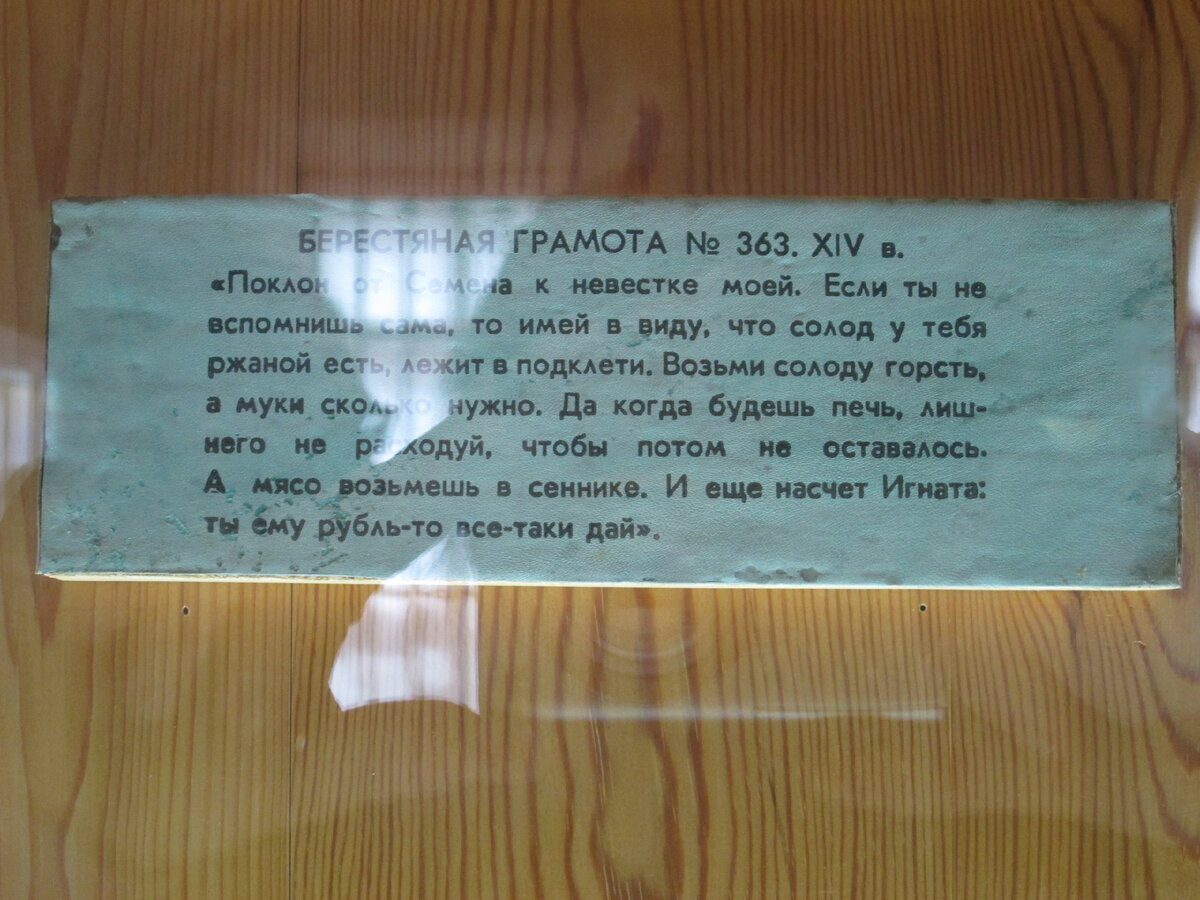 БЕРЕСТЯНАЯ ГРАМОТА № 363. XIV в.
«Поклон от Семена к невестке моей. Если ты не
вспомнишь сама, то имей в виду, что солод у тебя
ржаной есть, лежит в подклети. Возьми солоду горсть,
а муки сколько нужно. Да когда будешь печь, лиш-
него не расходуй, чтобы потом не оставалось.
А мясо возьмешь в сеннике. И еще насчет Игната:
ты ему рубль-то все-таки дай».